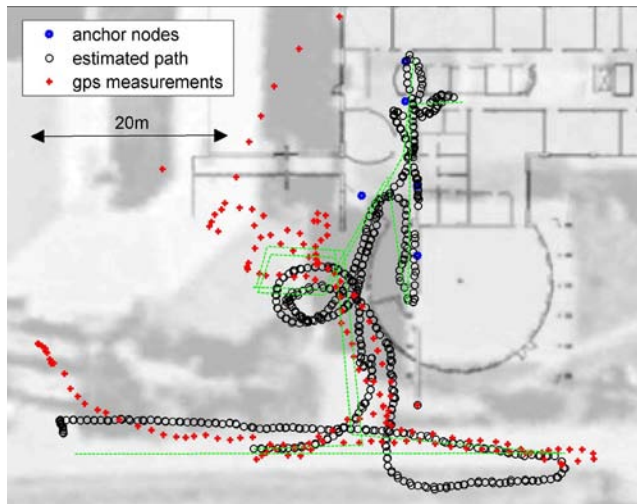 anchor nodes
estimated path
gps measurements
20m